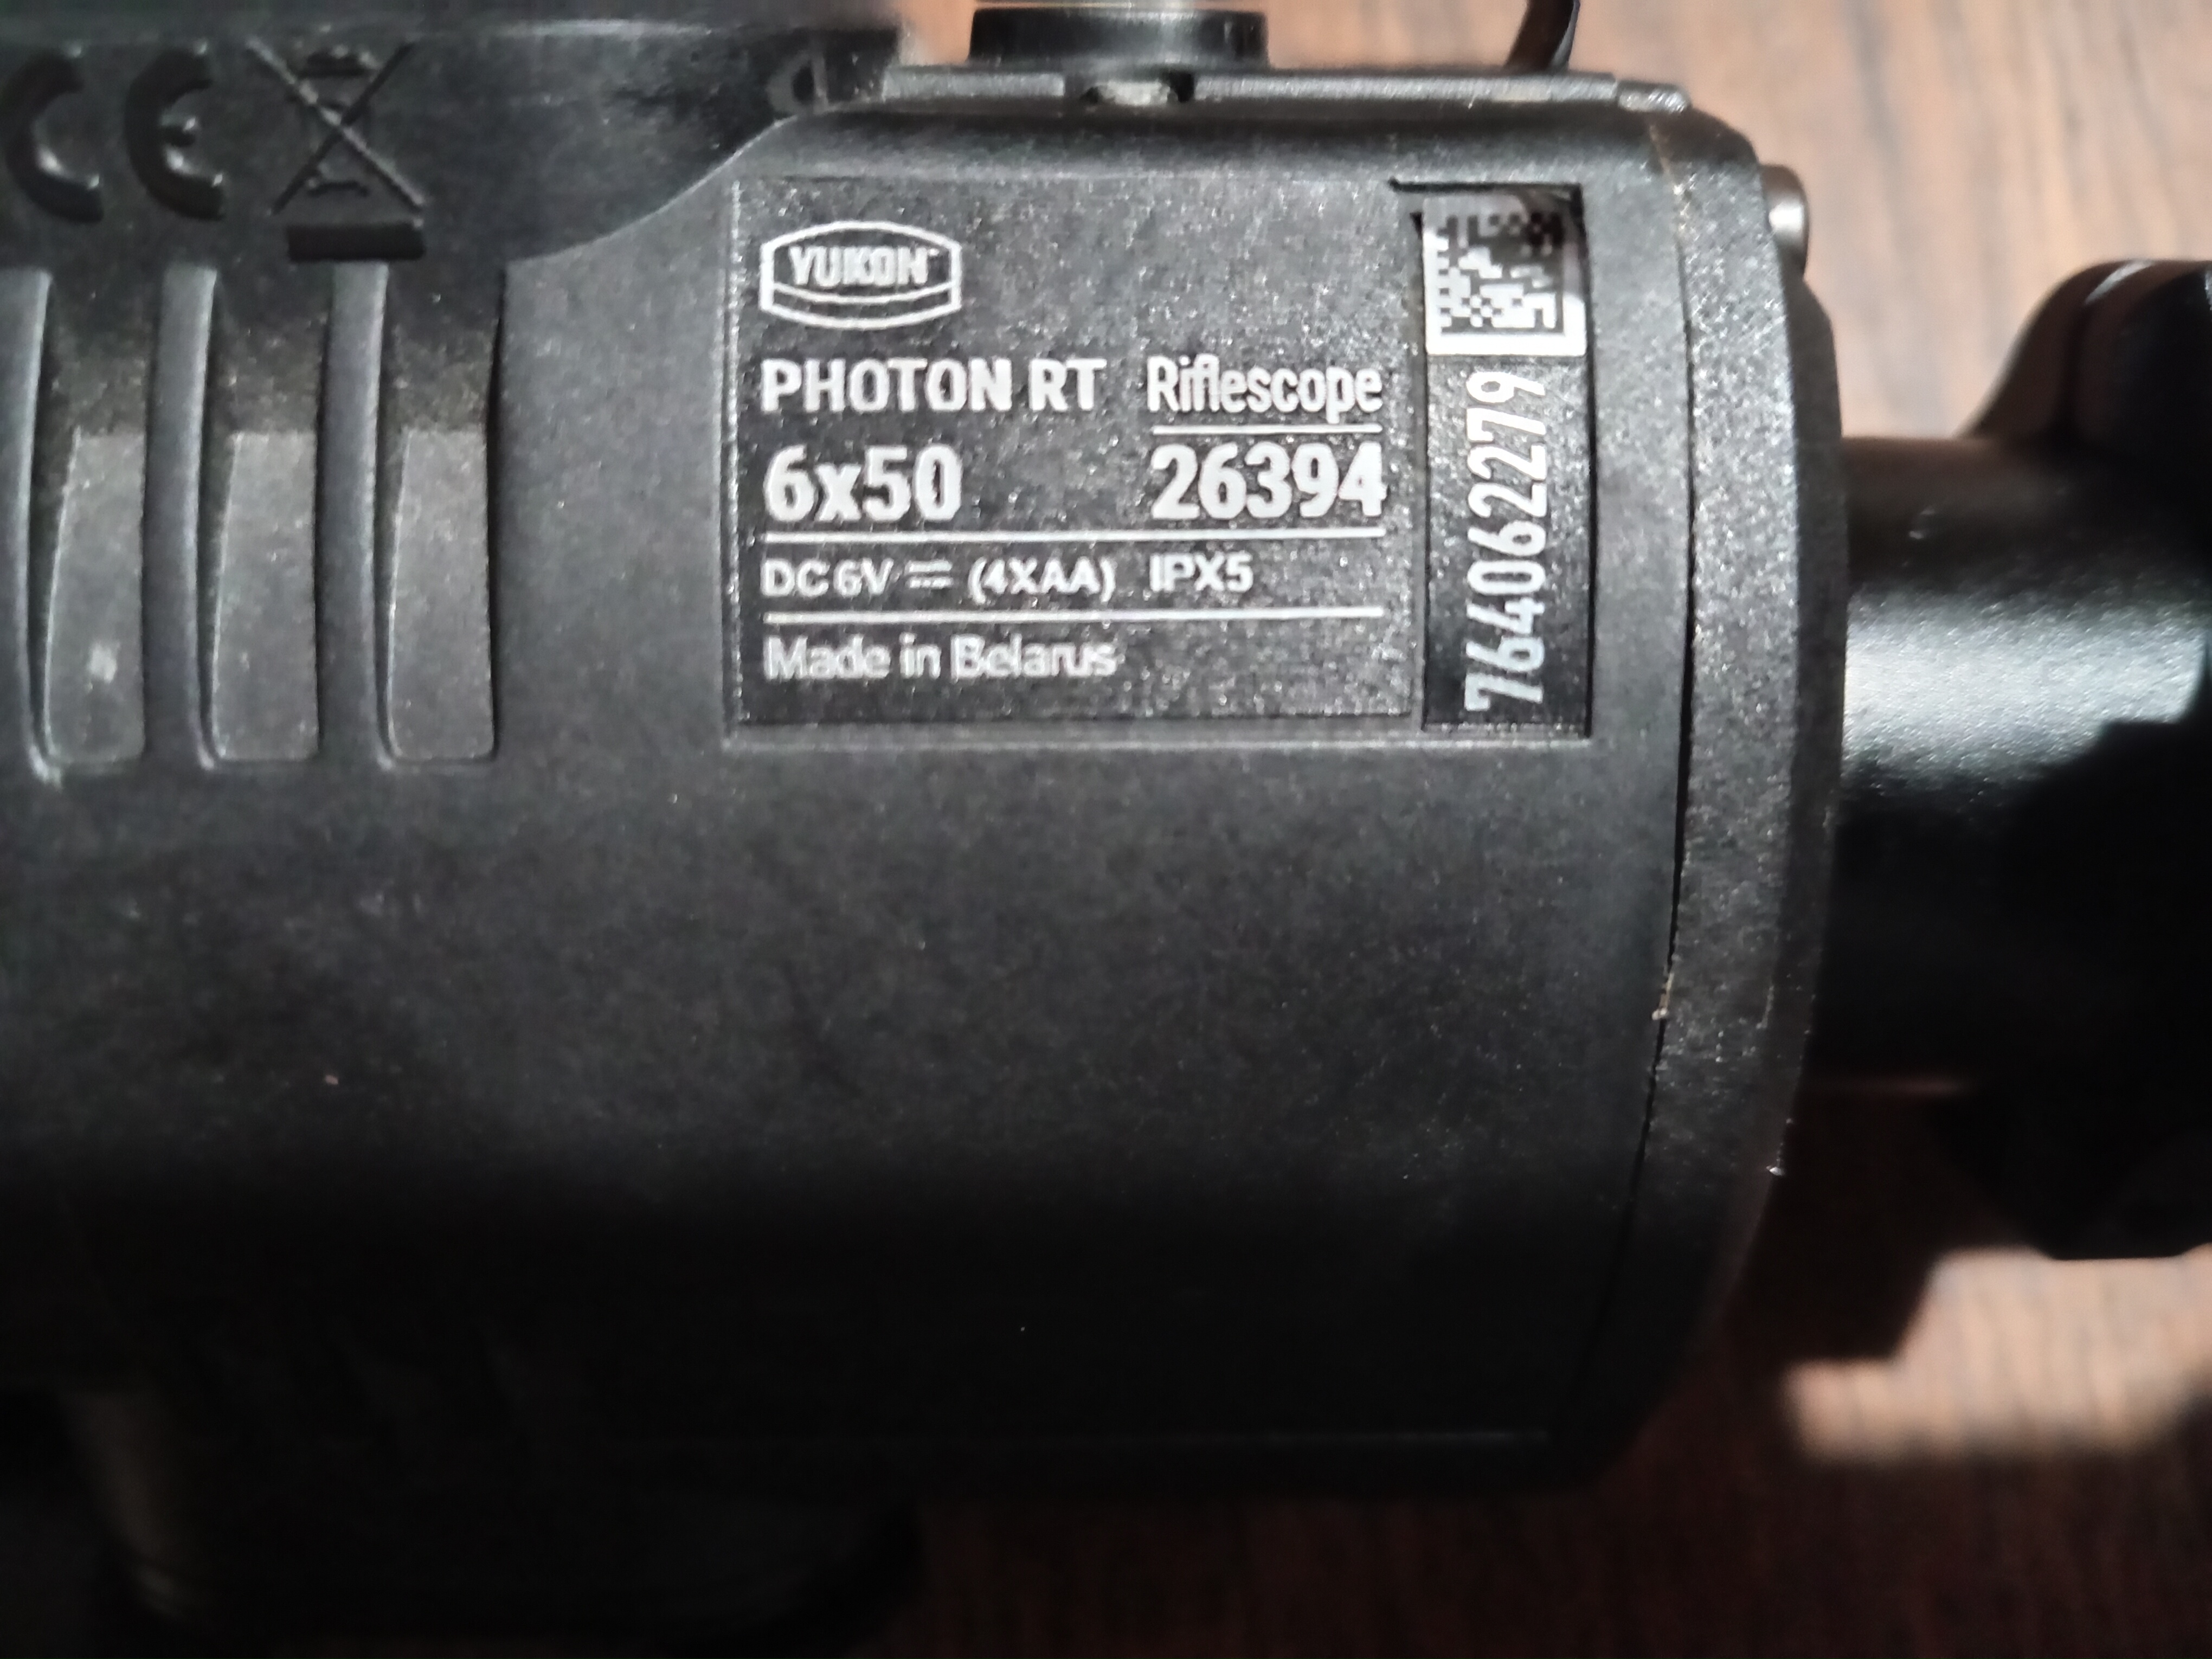 CE
YUKON
PHOTON RT Riflescope
6x50 26394
DC 6V (4XAA) IPX5
Made in Belarus
764062279